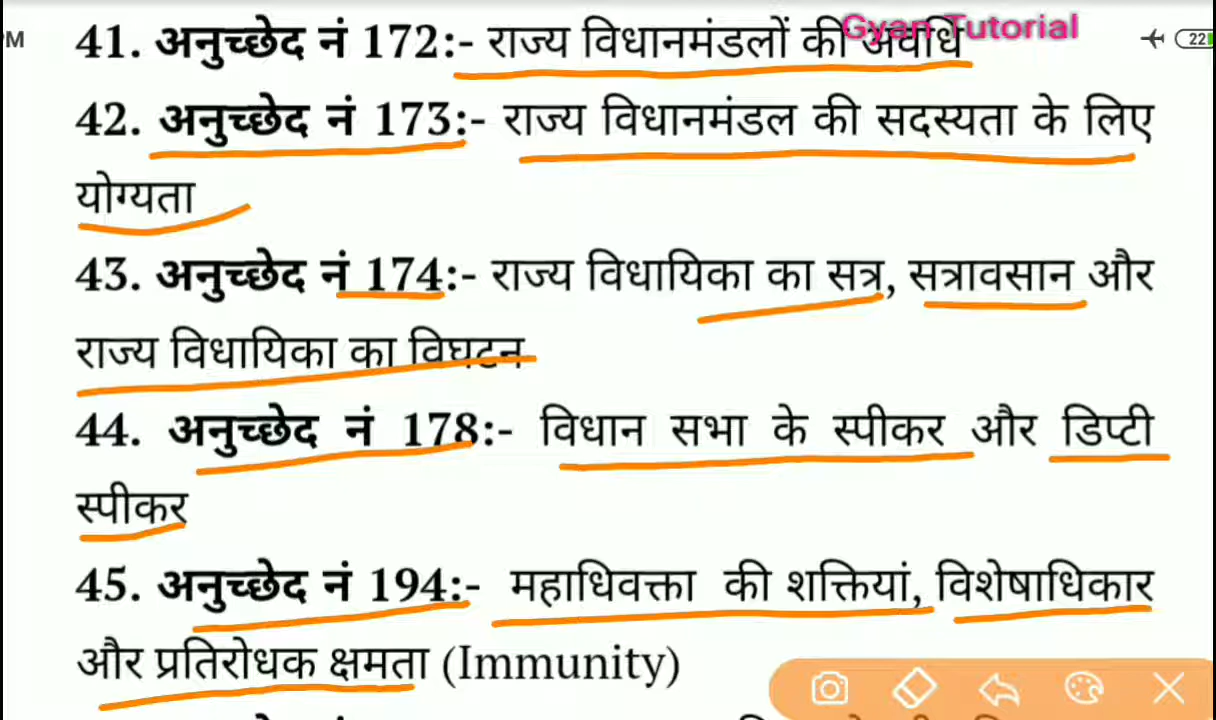 PM
Gyan Tutorial
22
41. अनुच्छेद नं 172:- राज्य विधानमंडलों की अवधि
42. अनुच्छेद नं 173:- राज्य विधानमंडल की सदस्यता के लिए
योग्यता
43. अनुच्छेद नं 174:- राज्य विधायिका का सत्र, सत्रावसान और
राज्य विधायिका का विघटन
44. अनुच्छेद नं 178:- विधान सभा के स्पीकर और डिप्टी
स्पीकर
45. अनुच्छेद नं 194:- महाधिवक्ता की शक्तियां, विशेषाधिकार
और प्रतिरोधक क्षमता (Immunity)